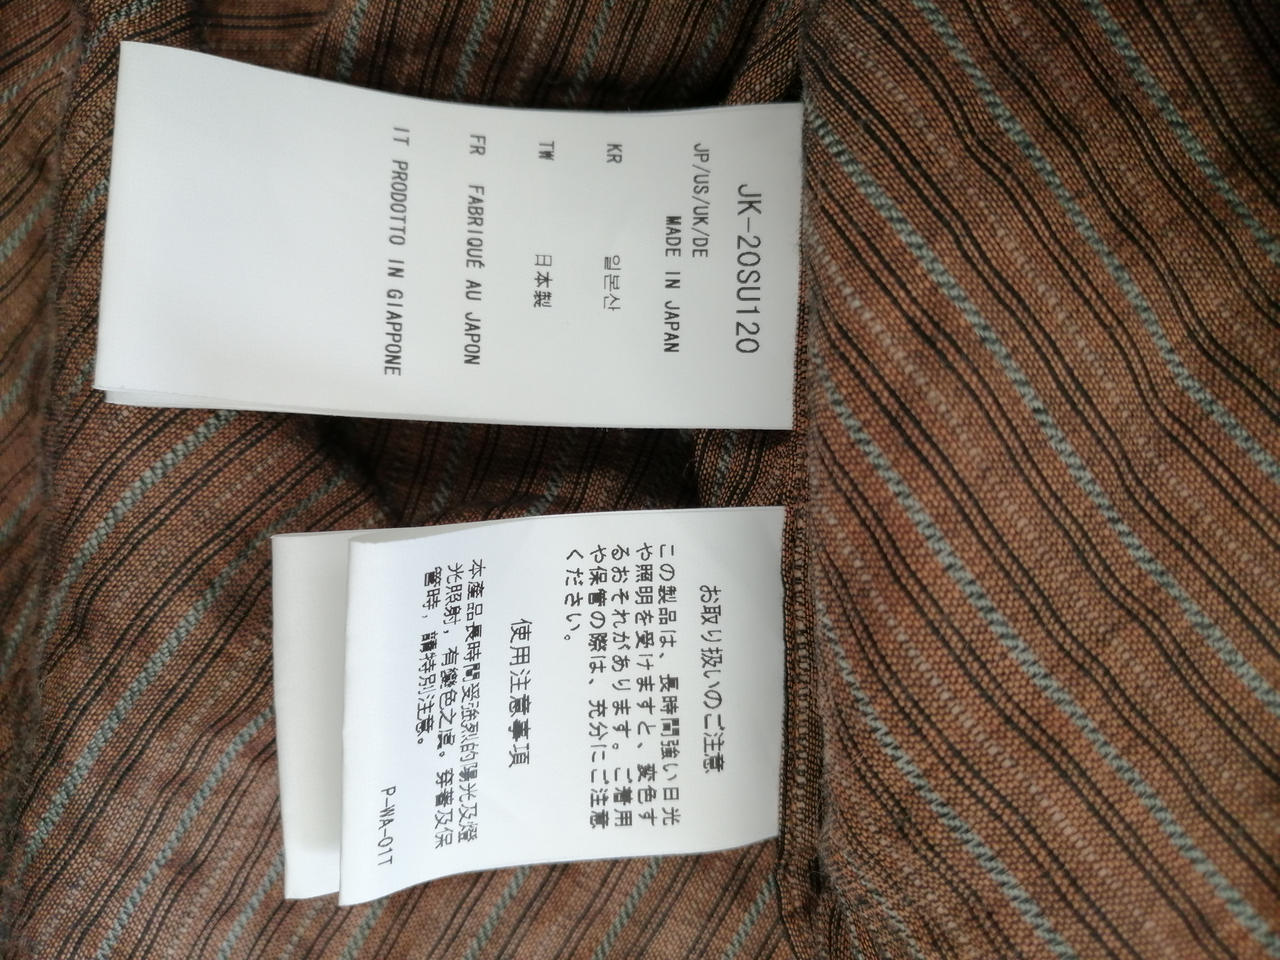 JK-20SU120
JP/US/UK/DE
MADE IN JAPAN
KR 일본산
TW 日本製
FR FABRIQUÉ AU JAPON
IT PRODOTTO IN GIAPPONE
お取り扱いのご注意
この製品は、長時間強い日光
や照明を受けますと、変色す
るおそれがあります。ご着用
や保管の際は、充分にご注意
ください。
使用注意事項
本產品長時間受強烈的陽光及燈
光照射，有變色之虞。穿著及保
管時，請特別注意。
P-WA-01T